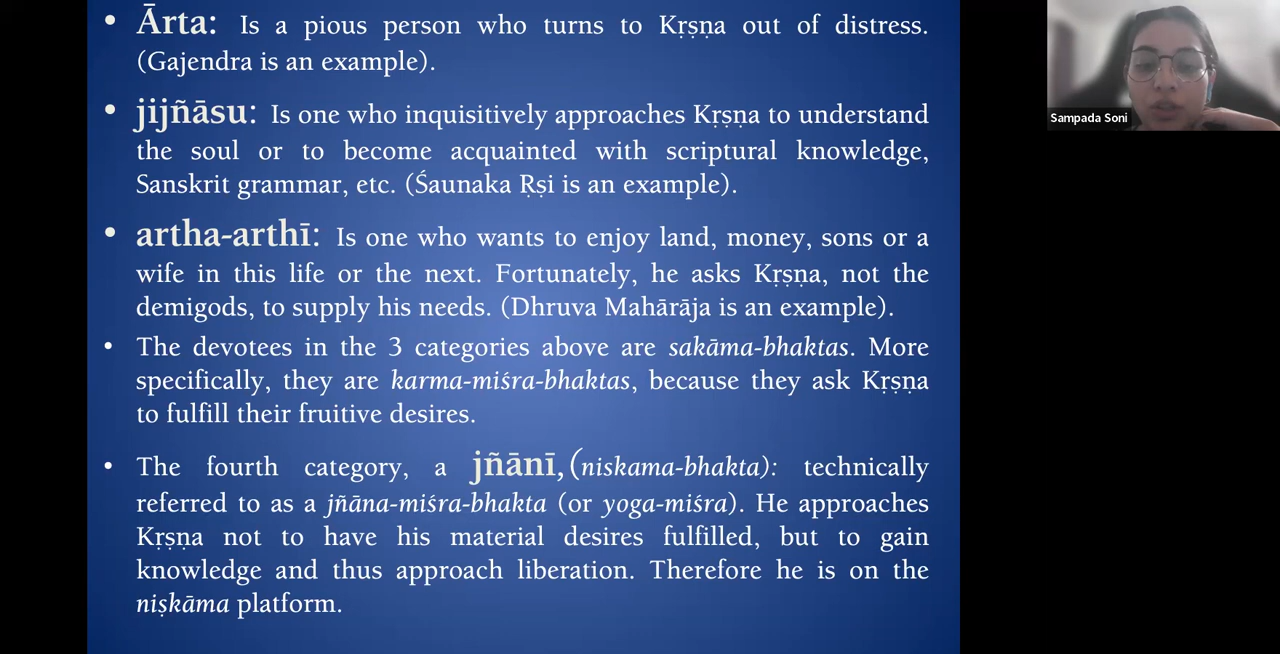 • Ārta: Is a pious person who turns to Kṛṣṇa out of distress.
(Gajendra is an example).
• jijñāsu: Is one who inquisitively approaches Kṛṣṇa to understand
the soul or to become acquainted with scriptural knowledge,
Sanskrit grammar, etc. (Śaunaka Ṛṣi is an example).
• artha-arthī: Is one who wants to enjoy land, money, sons or a
wife in this life or the next. Fortunately, he asks Kṛṣṇa, not the
demigods, to supply his needs. (Dhruva Mahārāja is an example).
• The devotees in the 3 categories above are sakāma-bhaktas. More
specifically, they are karma-miśra-bhaktas, because they ask Kṛṣṇa
to fulfill their fruitive desires.
• The fourth category, a jñānī, (niskama-bhakta): technically
referred to as a jñāna-miśra-bhakta (or yoga-miśra). He approaches
Kṛṣṇa not to have his material desires fulfilled, but to gain
knowledge and thus approach liberation. Therefore he is on the
niṣkāma platform.
Sampada Soni